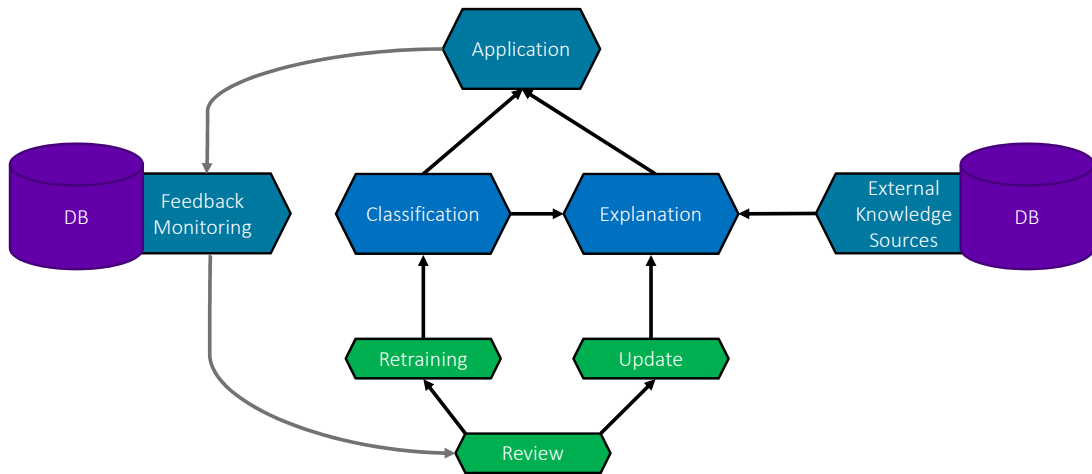 Application
DB
Feedback
Monitoring
Classification
Explanation
External
Knowledge
Sources
DB
Retraining
Update
Review